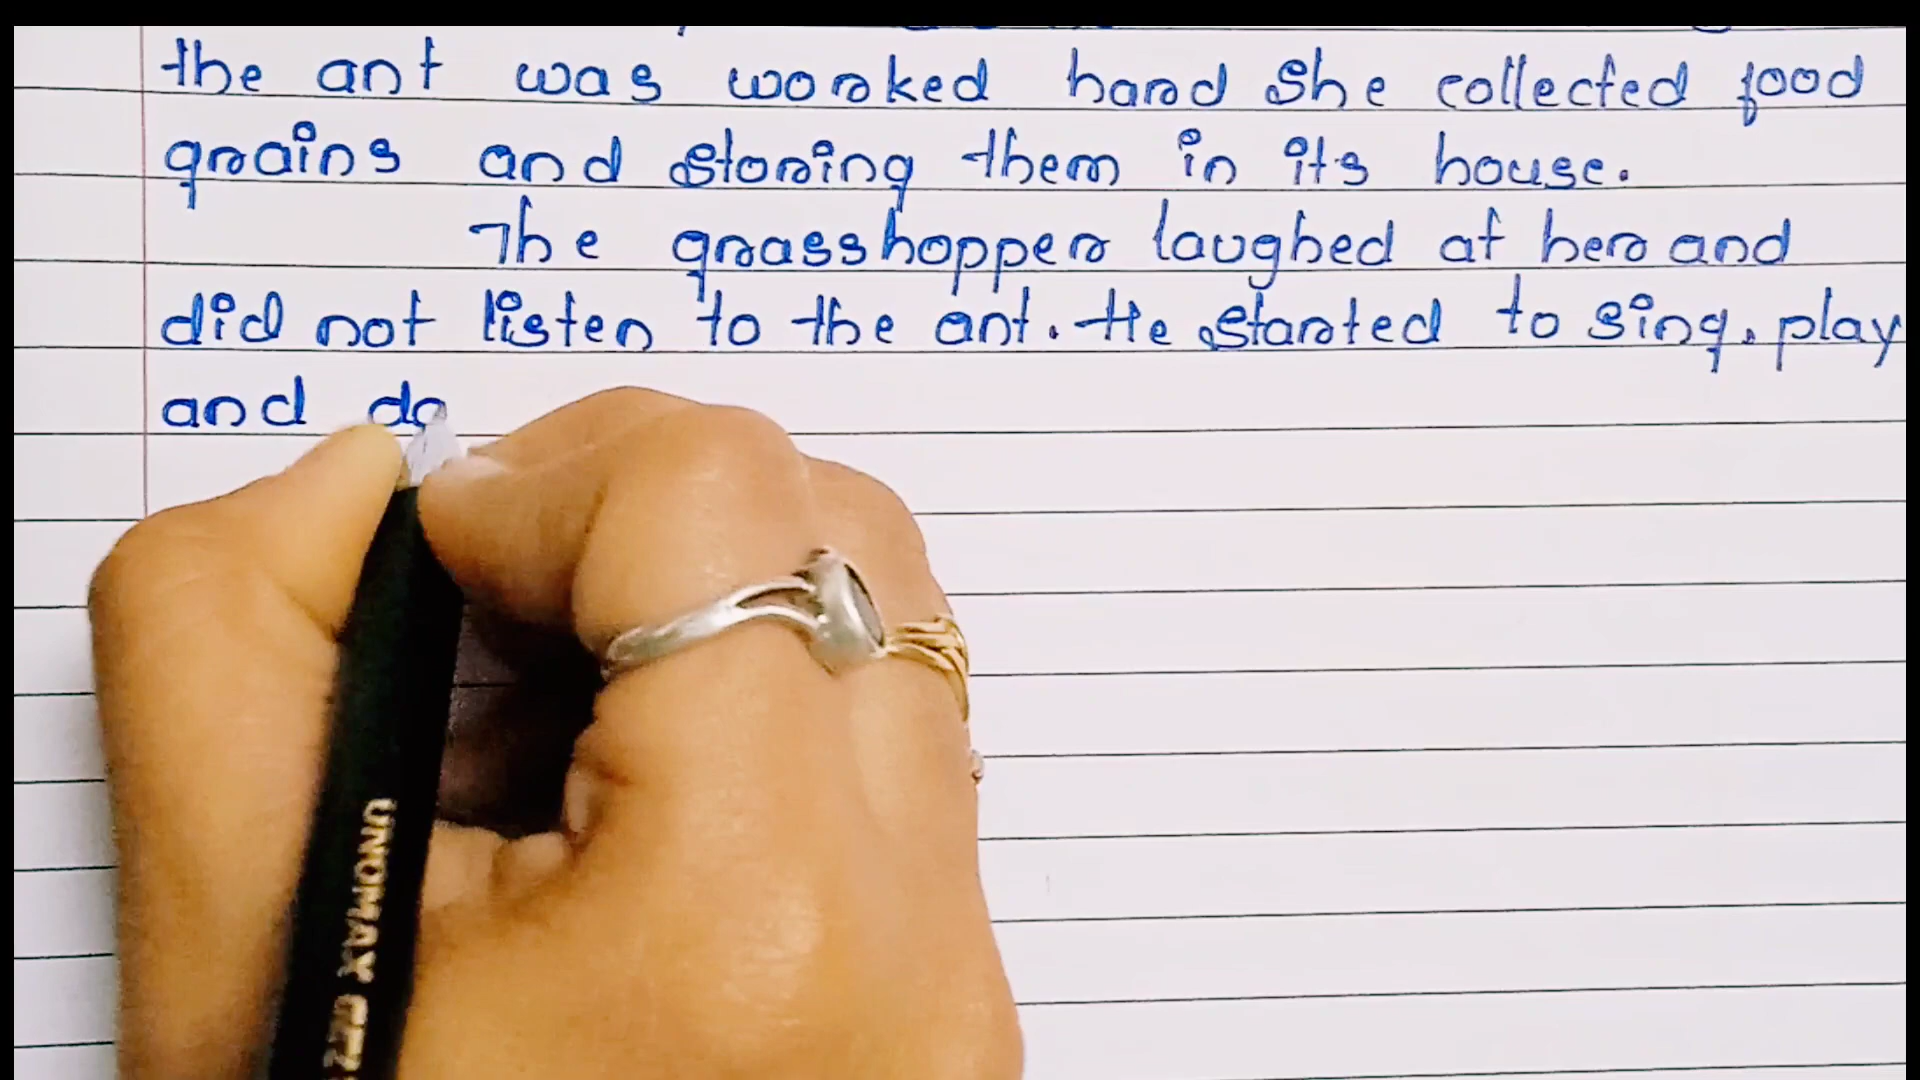 the ant was worked hard She collected food
grains and storing them in its house.
The grasshopper laughed at her and
did not listen to the ant. He started to sing, play
and da
UNOMAX